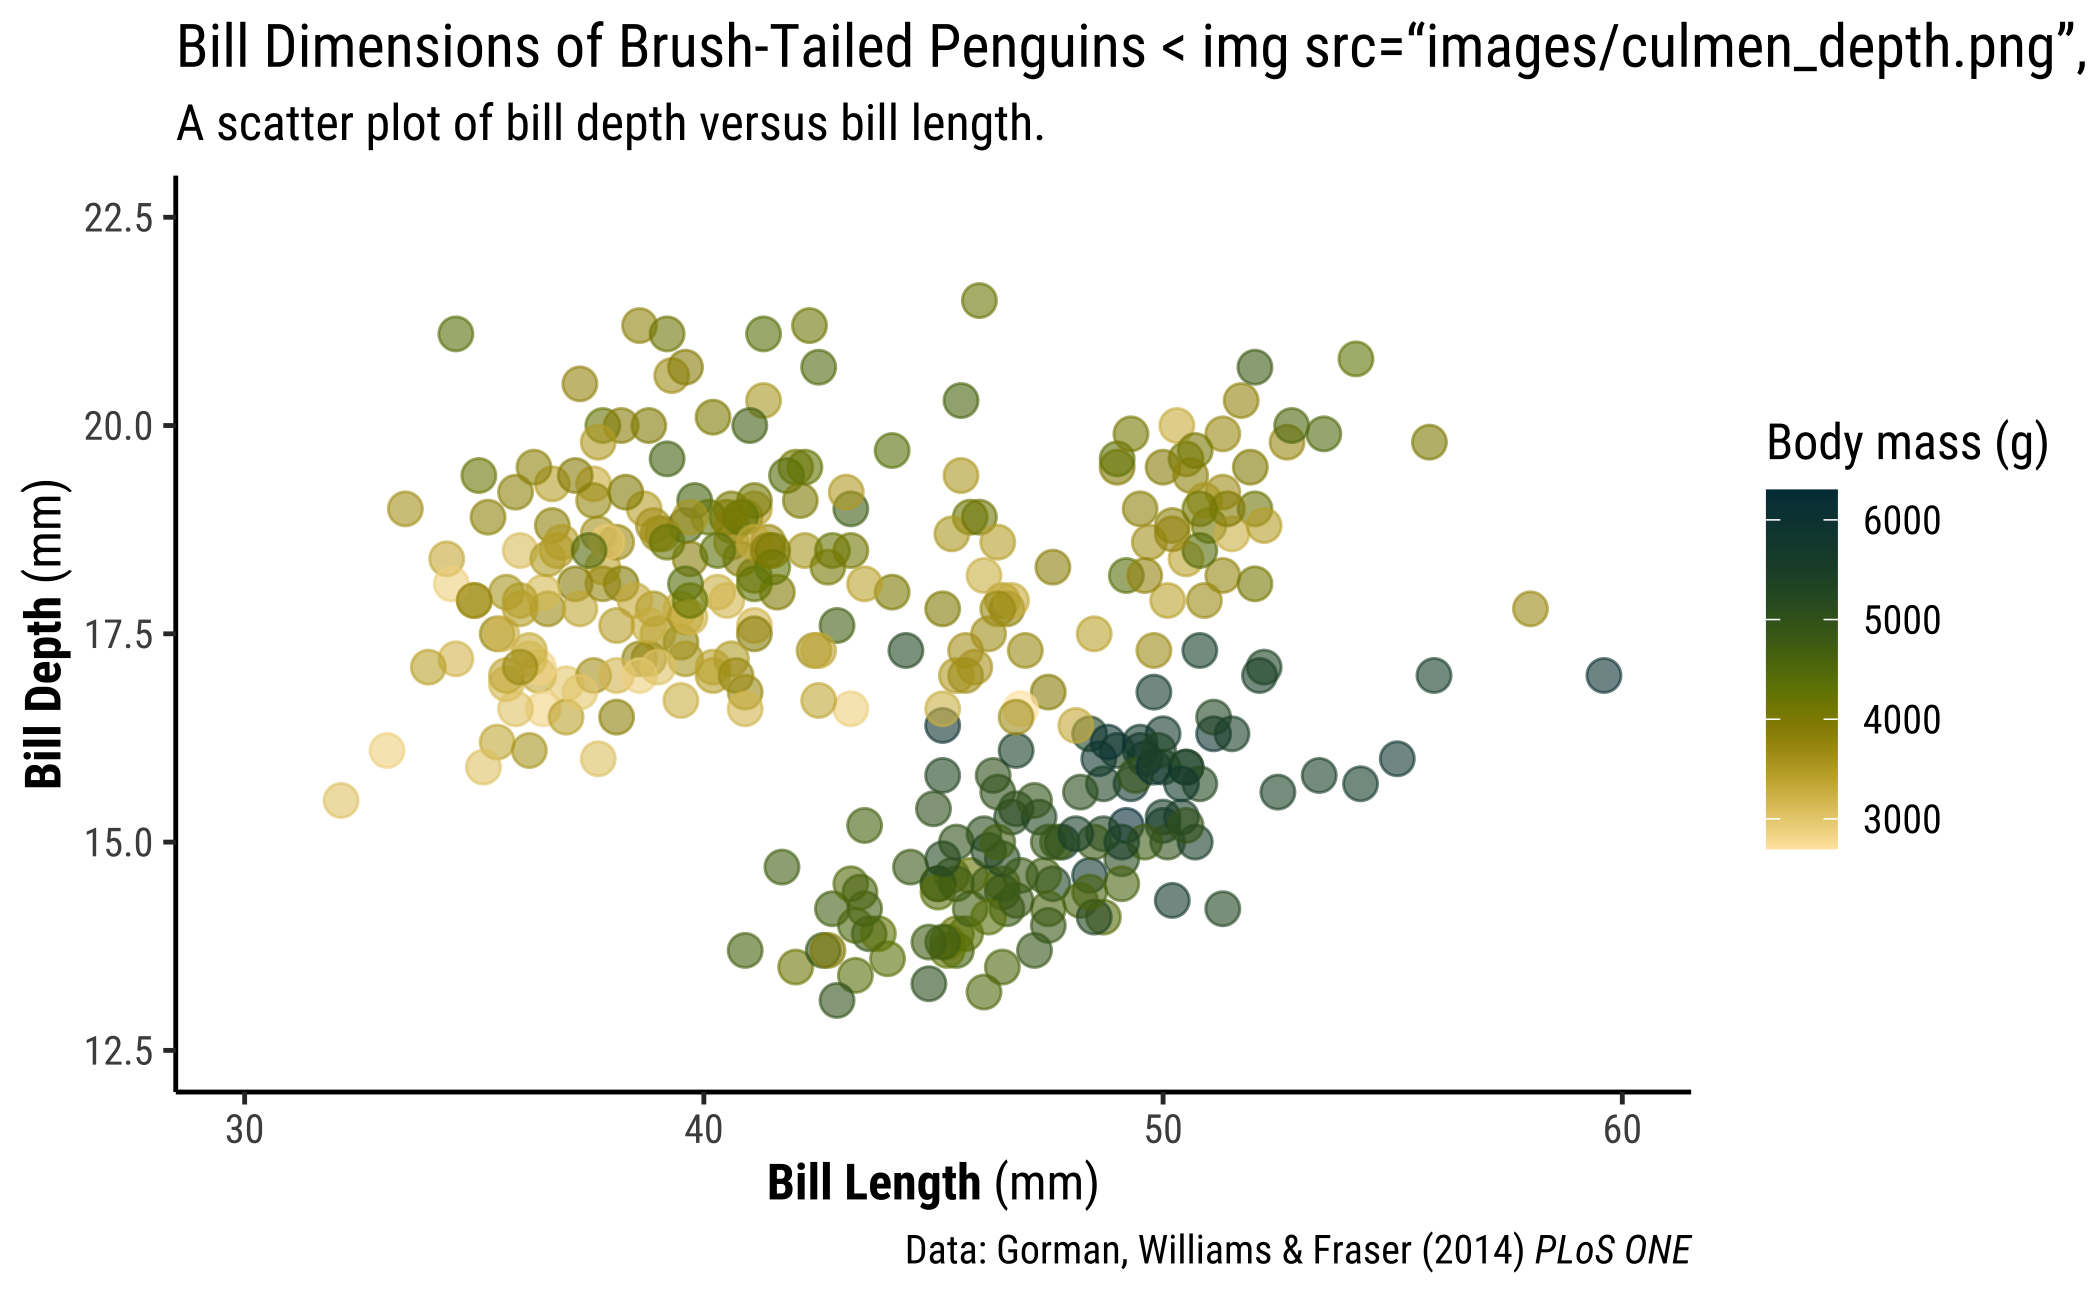 Bill Dimensions of Brush-Tailed Penguins < img src=“images/culmen_depth.png”,
A scatter plot of bill depth versus bill length.
Bill Depth (mm)
22.5
20.0
17.5
15.0
12.5
30 40 50 60
Bill Length (mm)
Body mass (g)
6000
5000
4000
3000
Data: Gorman, Williams & Fraser (2014) PLoS ONE